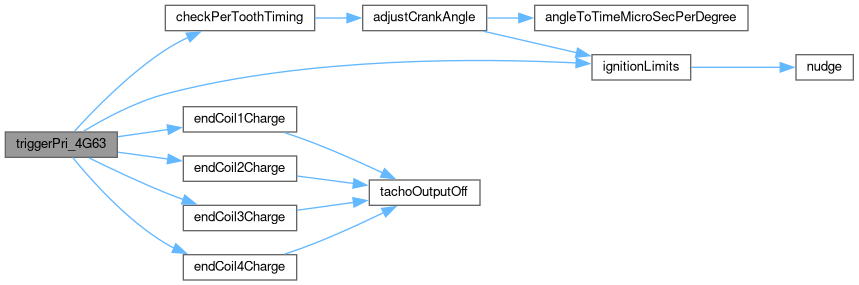 checkPerToothTiming
adjustCrankAngle
angleToTimeMicroSecPerDegree
ignitionLimits
nudge
triggerPri_4G63
endCoil1Charge
endCoil2Charge
tachoOutputOff
endCoil3Charge
endCoil4Charge